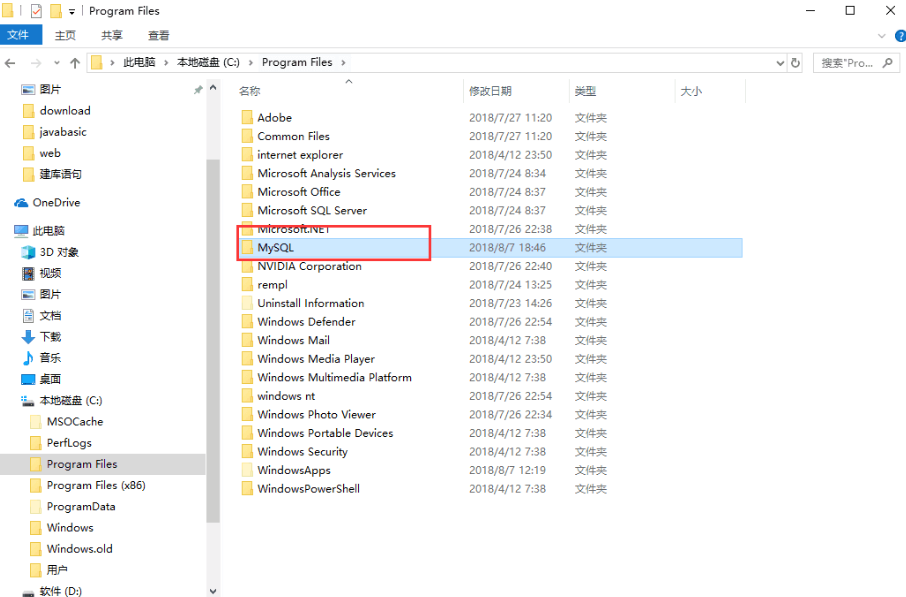 Program Files
文件 主页 共享 查看
此电脑 本地磁盘 (C:) Program Files 搜索"Pro...
图片
download
javabasic
web
建库语句
OneDrive
此电脑
3D 对象
视频
图片
文档
下载
音乐
桌面
本地磁盘 (C:)
MSOCache
PerfLogs
Program Files
Program Files (x86)
ProgramData
Windows
Windows.old
用户
软件 (D:)
名称 修改日期 类型 大小
Adobe 2018/7/27 11:20 文件夹
Common Files 2018/7/27 11:20 文件夹
internet explorer 2018/4/12 23:50 文件夹
Microsoft Analysis Services 2018/7/24 8:34 文件夹
Microsoft Office 2018/7/24 8:37 文件夹
Microsoft SQL Server 2018/7/24 8:37 文件夹
Microsoft.NET 2018/7/26 22:38 文件夹
MySQL 2018/8/7 18:46 文件夹
NVIDIA Corporation 2018/7/26 22:40 文件夹
rempl 2018/7/24 13:25 文件夹
Uninstall Information 2018/7/23 14:26 文件夹
Windows Defender 2018/7/26 22:54 文件夹
Windows Mail 2018/4/12 7:38 文件夹
Windows Media Player 2018/4/12 23:50 文件夹
Windows Multimedia Platform 2018/4/12 7:38 文件夹
windows nt 2018/7/26 22:54 文件夹
Windows Photo Viewer 2018/7/26 22:34 文件夹
Windows Portable Devices 2018/4/12 7:38 文件夹
Windows Security 2018/4/12 7:38 文件夹
WindowsApps 2018/8/7 12:19 文件夹
WindowsPowerShell 2018/4/12 7:38 文件夹